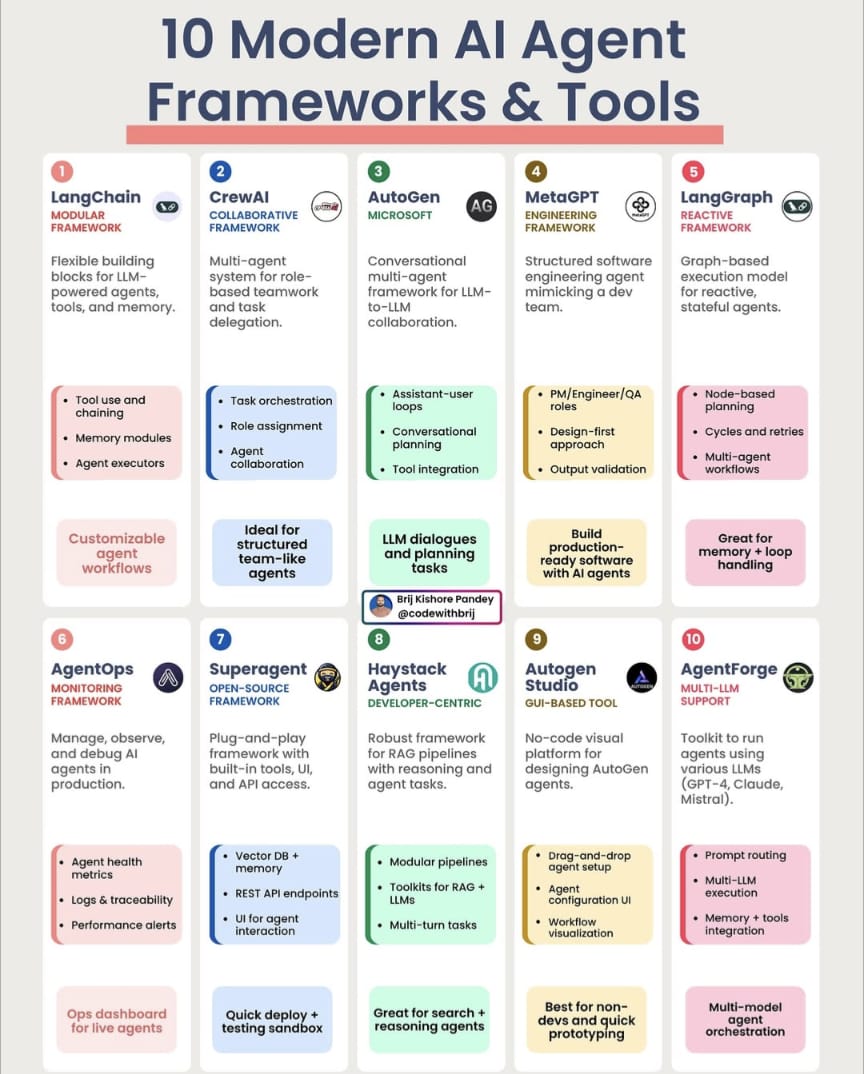 10 Modern AI Agent
Frameworks & Tools
1
LangChain
MODULAR
FRAMEWORK
Flexible building
blocks for LLM-
powered agents,
tools, and memory.
• Tool use and
chaining
• Memory modules
• Agent executors
Customizable
agent
workflows
2
CrewAI
COLLABORATIVE
FRAMEWORK
Multi-agent
system for role-
based teamwork
and task
delegation.
• Task orchestration
• Role assignment
• Agent
collaboration
Ideal for
structured
team-like
agents
3
AutoGen
MICROSOFT
AG
Conversational
multi-agent
framework for LLM-
to-LLM
collaboration.
• Assistant-user
loops
• Conversational
planning
• Tool integration
LLM dialogues
and planning
tasks
4
MetaGPT
ENGINEERING
FRAMEWORK
MetaGPT
Structured software
engineering agent
mimicking a dev
team.
• PM/Engineer/QA
roles
• Design-first
approach
• Output validation
Build
production-
ready software
with AI agents
5
LangGraph
REACTIVE
FRAMEWORK
Graph-based
execution model
for reactive,
stateful agents.
• Node-based
planning
• Cycles and retries
• Multi-agent
workflows
Great for
memory + loop
handling
Brij Kishore Pandey
@codewithbrij
6
AgentOps
MONITORING
FRAMEWORK
Manage, observe,
and debug AI
agents in
production.
• Agent health
metrics
• Logs & traceability
• Performance alerts
Ops dashboard
for live agents
7
Superagent
OPEN-SOURCE
FRAMEWORK
Plug-and-play
framework with
built-in tools, UI,
and API access.
• Vector DB +
memory
• REST API endpoints
• UI for agent
interaction
Quick deploy +
testing sandbox
8
Haystack
Agents
DEVELOPER-CENTRIC
Robust framework
for RAG pipelines
with reasoning and
agent tasks.
• Modular pipelines
• Toolkits for RAG +
LLMs
• Multi-turn tasks
Great for search +
reasoning agents
9
Autogen
Studio
GUI-BASED TOOL
AUTOGEN
No-code visual
platform for
designing AutoGen
agents.
• Drag-and-drop
agent setup
• Agent
configuration UI
• Workflow
visualization
Best for non-
devs and quick
prototyping
10
AgentForge
MULTI-LLM
SUPPORT
Toolkit to run
agents using
various LLMs
(GPT-4, Claude,
Mistral).
• Prompt routing
• Multi-LLM
execution
• Memory + tools
integration
Multi-model
agent
orchestration